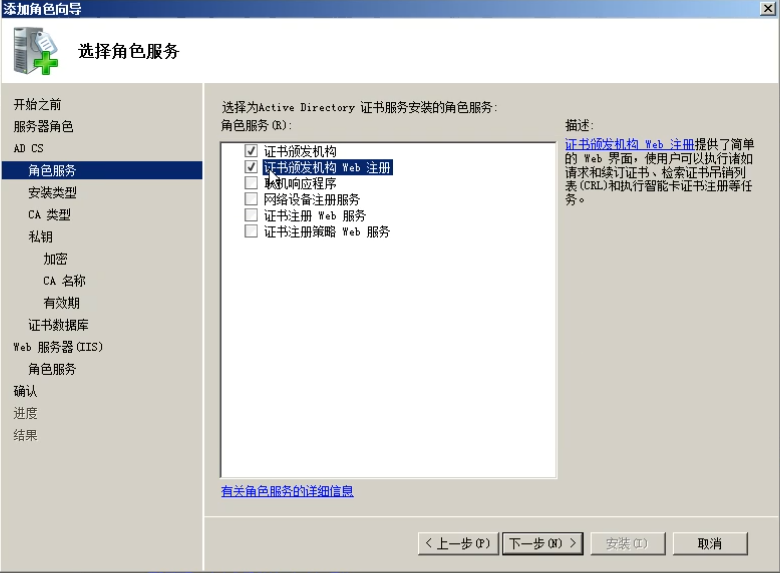 添加角色向导
选择角色服务
开始之前
服务器角色
AD CS
角色服务
安装类型
CA 类型
私钥
加密
CA 名称
有效期
证书数据库
Web 服务器(IIS)
角色服务
确认
进度
结果
选择为Active Directory 证书服务安装的角色服务:
角色服务(R):
证书颁发机构
证书颁发机构 Web 注册
联机响应程序
网络设备注册服务
证书注册 Web 服务
证书注册策略 Web 服务
有关角色服务的详细信息
描述:
证书颁发机构 Web 注册提供了简单
的 Web 界面，使用户可以执行诸如
请求和续订证书、检索证书吊销列
表(CRL)和执行智能卡证书注册等任
务。
< 上一步(P)
下一步(N) >
安装(I)
取消